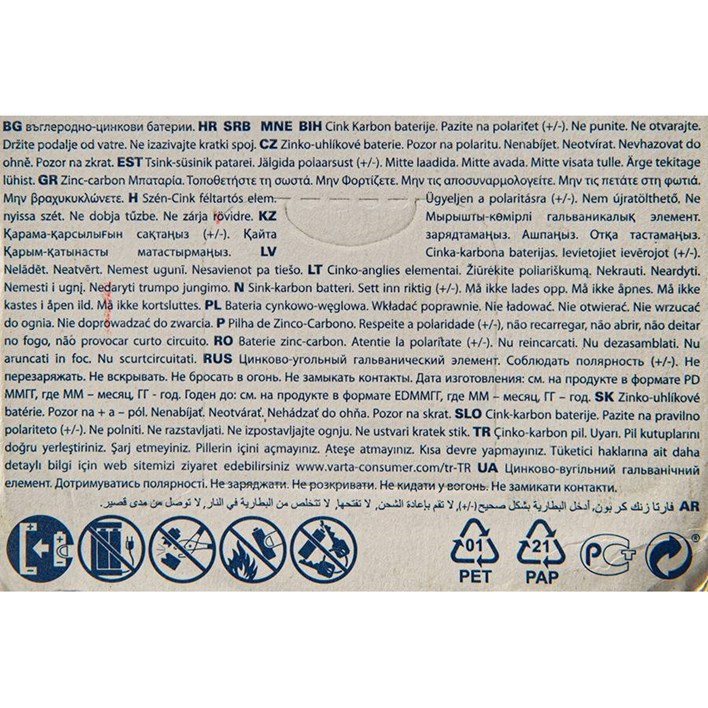 BG въглеродно-цинкови батерии. HR SRB MNE BIH Cink Karbon baterije. Pazite na polaritet (+/-). Ne punite. Ne otvarajte.
Držite podalje od vatre. Ne izazivajte kratki spoj. CZ Zinko-uhlíkové baterie. Pozor na polaritu. Nenabíjet. Neotvírat. Nevhazovat do
ohně. Pozor na zkrat. EST Tsink-süsinik patarei. Jälgida polaarsust (+/-). Mitte laadida. Mitte avada. Mitte visata tulle. Ärge tekitage
lühist. GR Zinc-carbon Μπαταρία. Τοποθετήστε τη σωστά. Μην Φορτίζετε. Μην τις αποσυναρμολογείτε. Μην τις πετάτε στη φωτιά.
Μην βραχυκυκλώνετε. H Szén-Cink féltartós elem. Ügyeljen a polaritásra (+/-). Nem újratölthető. Ne
nyissa szét. Ne dobja tűzbe. Ne zárja rövidre. KZ Мырышты-көмірлі гальваникалық элемент.
Қарама-қарсылығын сақтаңыз (+/-). Қайта зарядтамаңыз. Ашпаңыз. Отқа тастамаңыз.
Қарым-қатынасты матастырмаңыз. LV Cinka-karbona baterijas. Ievietojiet ievērojot (+/-).
Nelādēt. Neatvērt. Nemest ugunī. Nesavienot pa tiešo. LT Cinko-anglies elementai. Žiūrėkite poliariškumą. Nekrauti. Neardyti.
Nemesti i ugnį. Nedaryti trumpo jungimo. N Sink-karbon batteri. Sett inn riktig (+/-). Må ikke lades opp. Må ikke åpnes. Må ikke
kastes i åpen ild. Må ikke kortsluttes. PL Bateria cynkowo-węglowa. Wkładać poprawnie. Nie ładować. Nie otwierać. Nie wrzucać
do ognia. Nie doprowadzać do zwarcia. P Pilha de Zinco-Carbono. Respeite a polaridade (+/-), não recarregar, não abrir, não deitar
no fogo, não provocar curto circuito. RO Baterie zinc-carbon. Atentie la polarítate (+/-). Nu reincarcati. Nu dezasamblati. Nu
aruncati in foc. Nu scurtcircuitati. RUS Цинково-угольный гальванический элемент. Соблюдать полярность (+/-). Не
перезаряжать. Не вскрывать. Не бросать в огонь. Не замыкать контакты. Дата изготовления: см. на продукте в формате PD
ММГГ, где ММ – месяц, ГГ - год. Годен до: см. на продукте в формате EDММГГ, где ММ – месяц, ГГ – год. SK Zinko-uhlíkové
batérie. Pozor na + a – pól. Nenabíjať. Neotvárať. Nehádzať do ohňa. Pozor na skrat. SLO Cink-karbon baterije. Pazite na pravilno
polariteto (+/-). Ne polniti. Ne razstavljati. Ne izpostavljajte ognju. Ne ustvari kratek stik. TR Çinko-karbon pil. Uyarı. Pil kutuplarını
doğru yerleştiriniz. Şarj etmeyiniz. Pillerin içini açmayınız. Ateşe atmayınız. Kısa devre yapmayınız. Tüketici haklarına ait daha
detaylı bilgi için web sitemizi ziyaret edebilirsiniz www.varta-consumer.com/tr-TR UA Цинково-вугільний гальванічний
елемент. Дотримуватись полярності. Не заряджати. Не розкривати. Не кидати у вогонь. Не замикати контакти.
AR فارتا زنك كربون. أدخل البطارية بشكل صحيح(+/-). لا تقم بإعادة الشحن. لا تفتحها. لا تتخلص من البطارية في النار. لا توصل من مدى قصير.
01 21
PET PAP